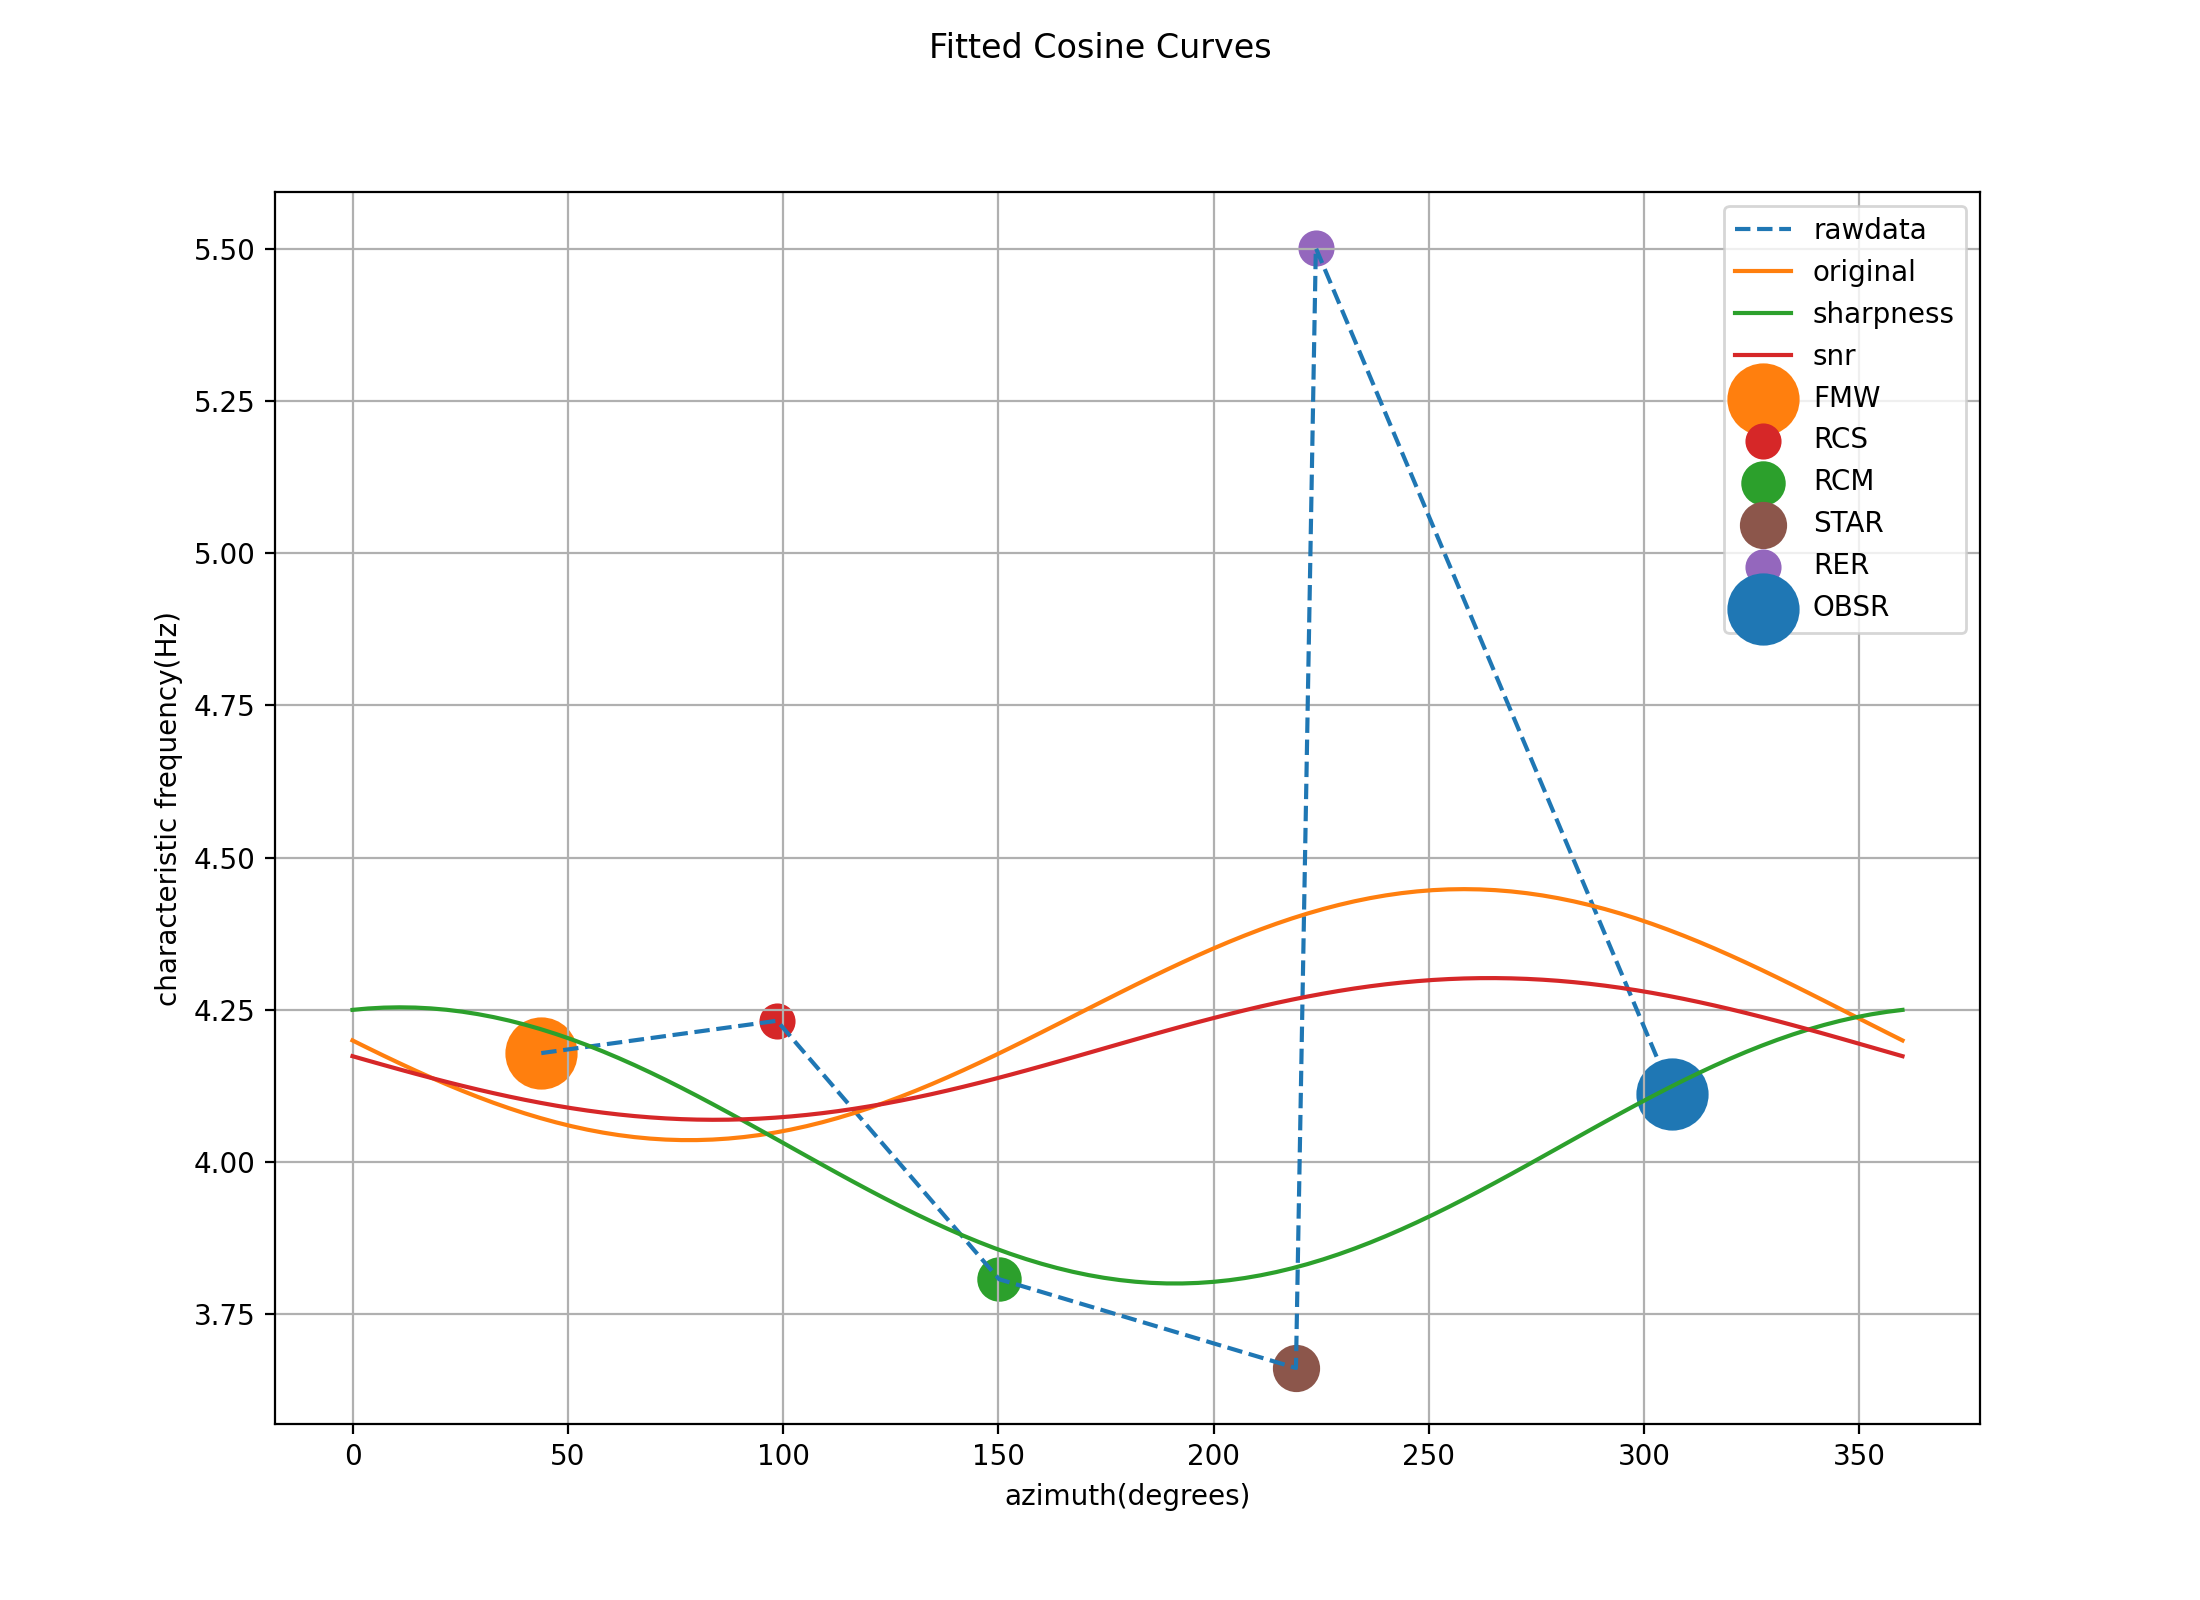 Fitted Cosine Curves
5.50
5.25
5.00
4.75
4.50
4.25
4.00
3.75
characteristic frequency(Hz)
0 50 100 150 200 250 300 350
azimuth(degrees)
rawdata
original
sharpness
snr
FMW
RCS
RCM
STAR
RER
OBSR